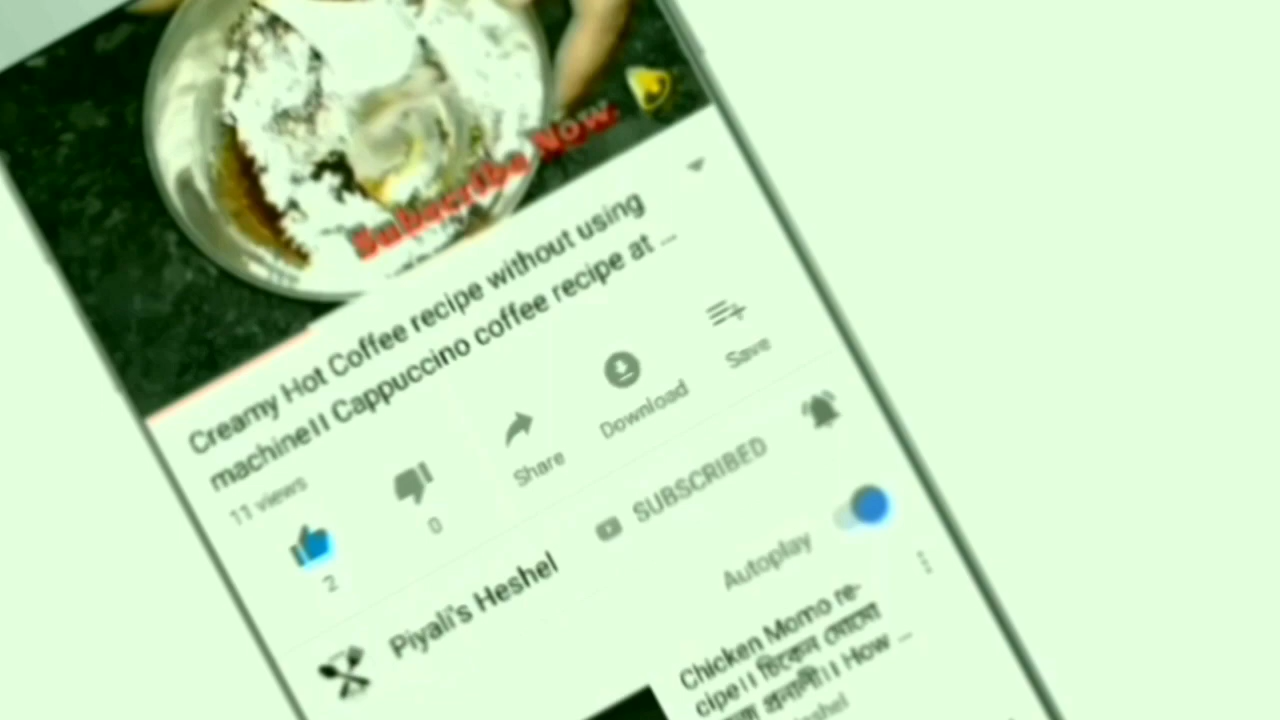 Subscribe Now.
Creamy Hot Coffee recipe without using
machine।। Cappuccino coffee recipe at ...
11 views
2
0
Share
Download
Save
Piyali's Heshel
SUBSCRIBED
Autoplay
Chicken Momo re-
cipe।। চিকেন মোমো
How ...